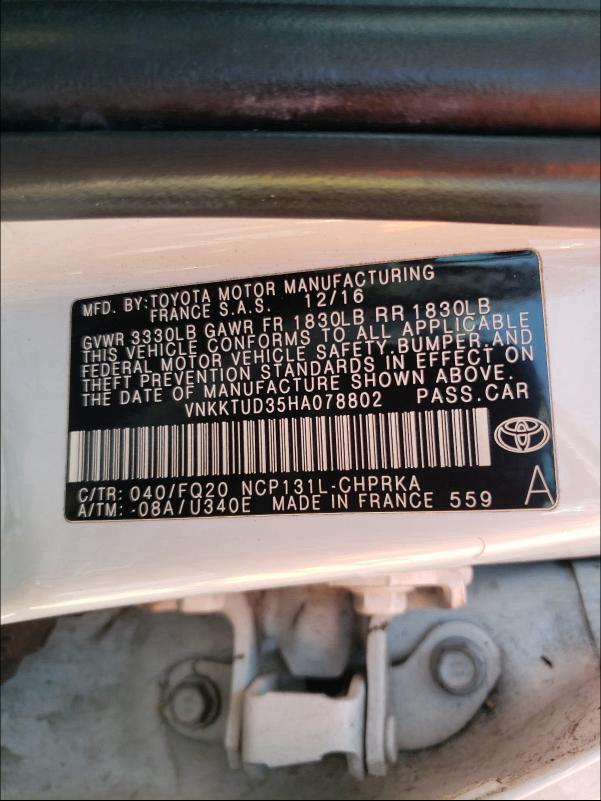 MFD. BY:TOYOTA MOTOR MANUFACTURING
FRANCE S.A.S. 12/16
GVWR 3330LB GAWR FR 1830LB RR 1830LB
THIS VEHICLE CONFORMS TO ALL APPLICABLE
FEDERAL MOTOR VEHICLE SAFETY, BUMPER, AND
THEFT PREVENTION STANDARDS IN EFFECT ON
THE DATE OF MANUFACTURE SHOWN ABOVE.
VNKKTUD35HA078802 PASS.CAR
C/TR: 040/FQ20 NCP131L-CHPRKA
A/TM: -08A/U340E MADE IN FRANCE 559 A